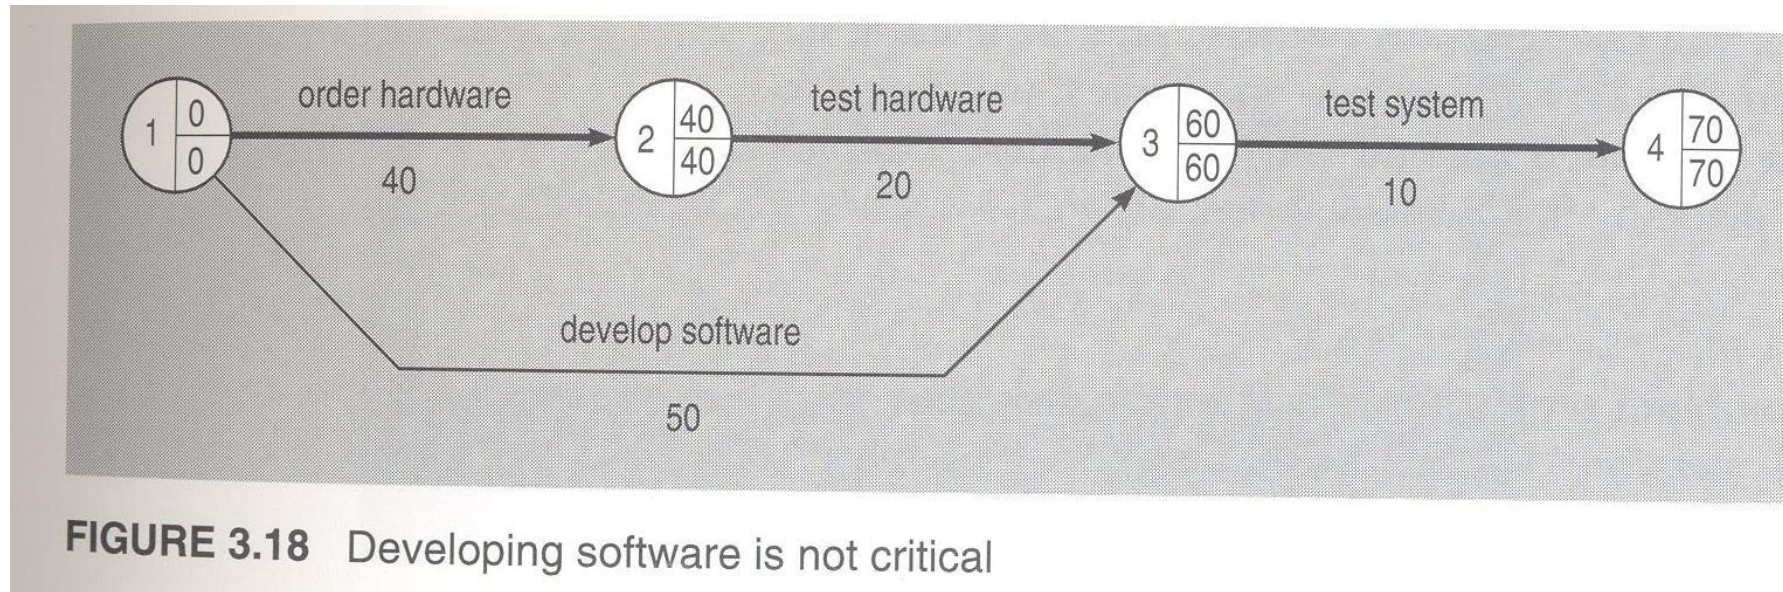 order hardware
test hardware
test system
1 0 0
2 40 40
3 60 60
4 70 70
40
20
10
develop software
50
FIGURE 3.18 Developing software is not critical